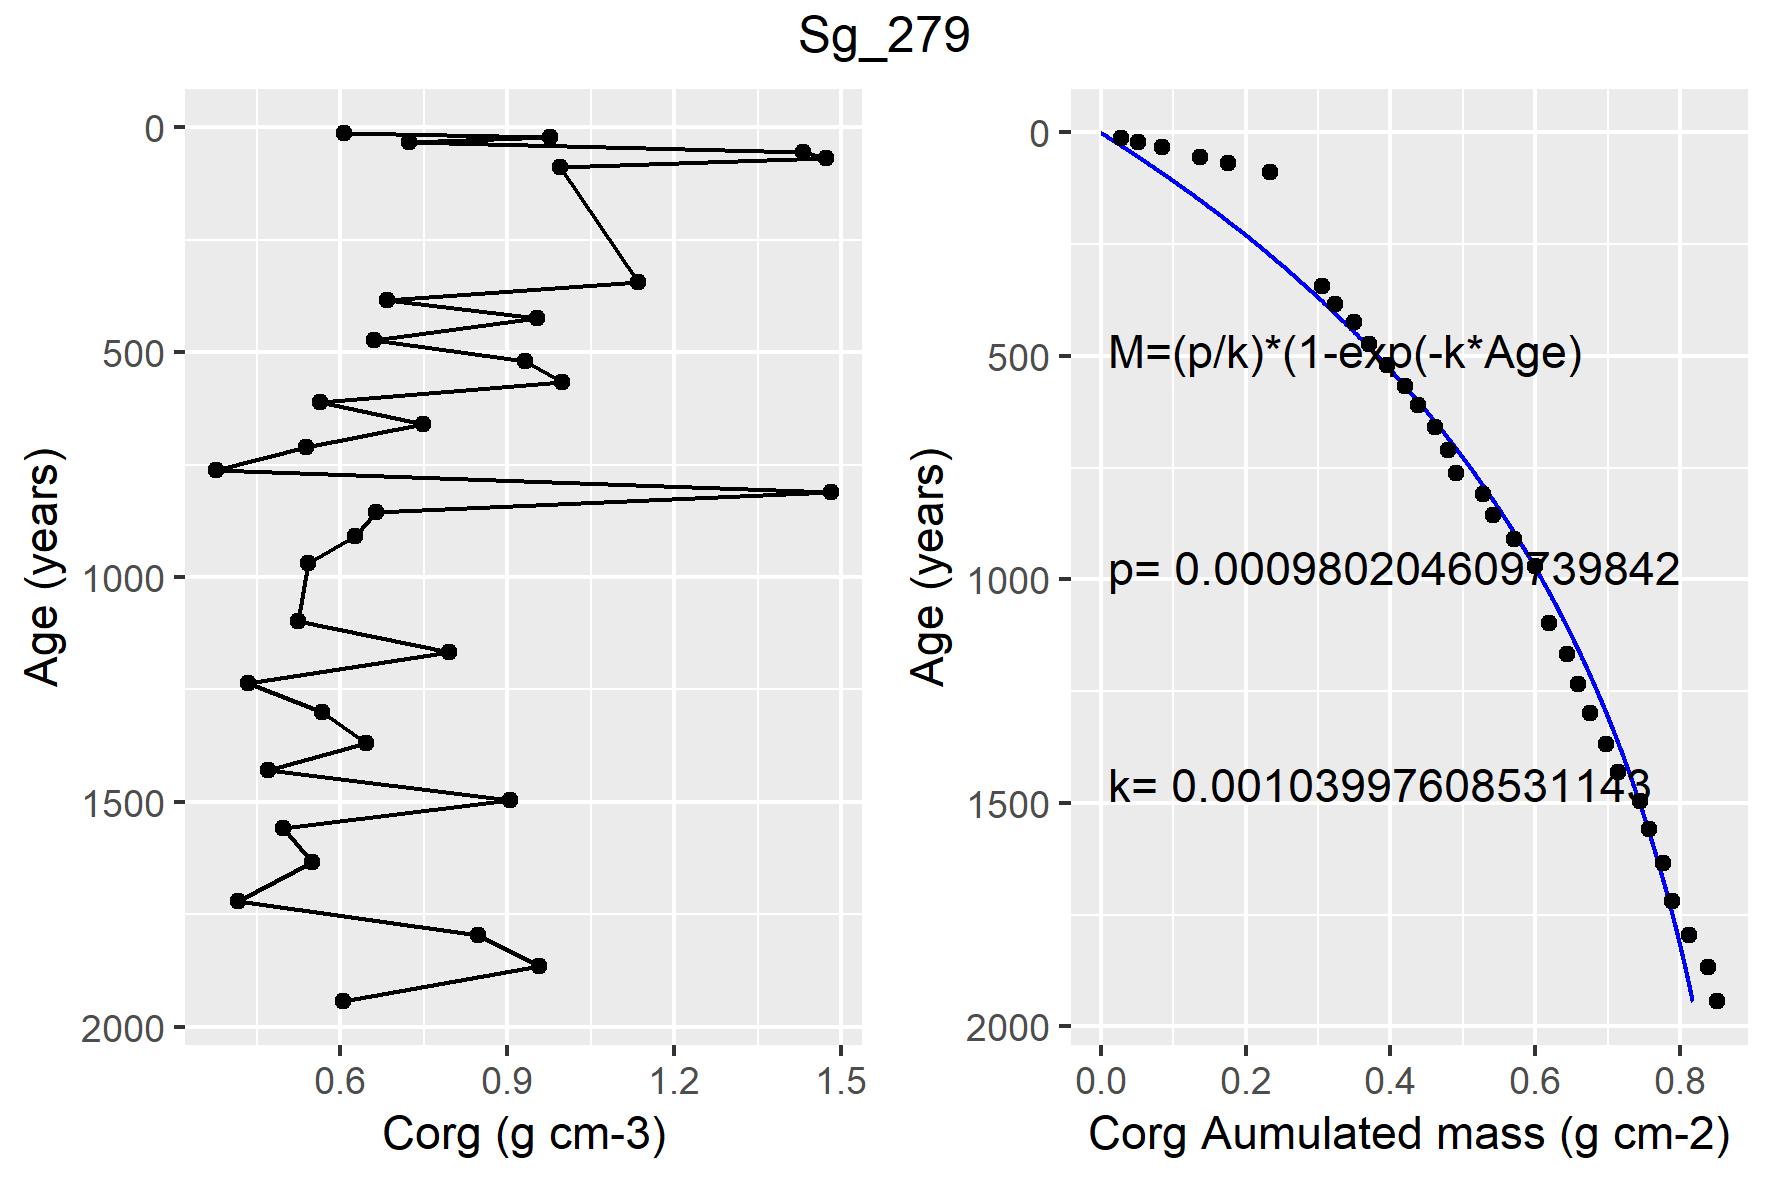 Sg_279
0
500
1000
1500
2000
Age (years)
0.6 0.9 1.2 1.5
Corg (g cm-3)
0
500
1000
1500
2000
Age (years)
M=(p/k)*(1-exp(-k*Age)
p= 0.000980204609739842
k= 0.00103997608531143
0.0 0.2 0.4 0.6 0.8
Corg Aumulated mass (g cm-2)